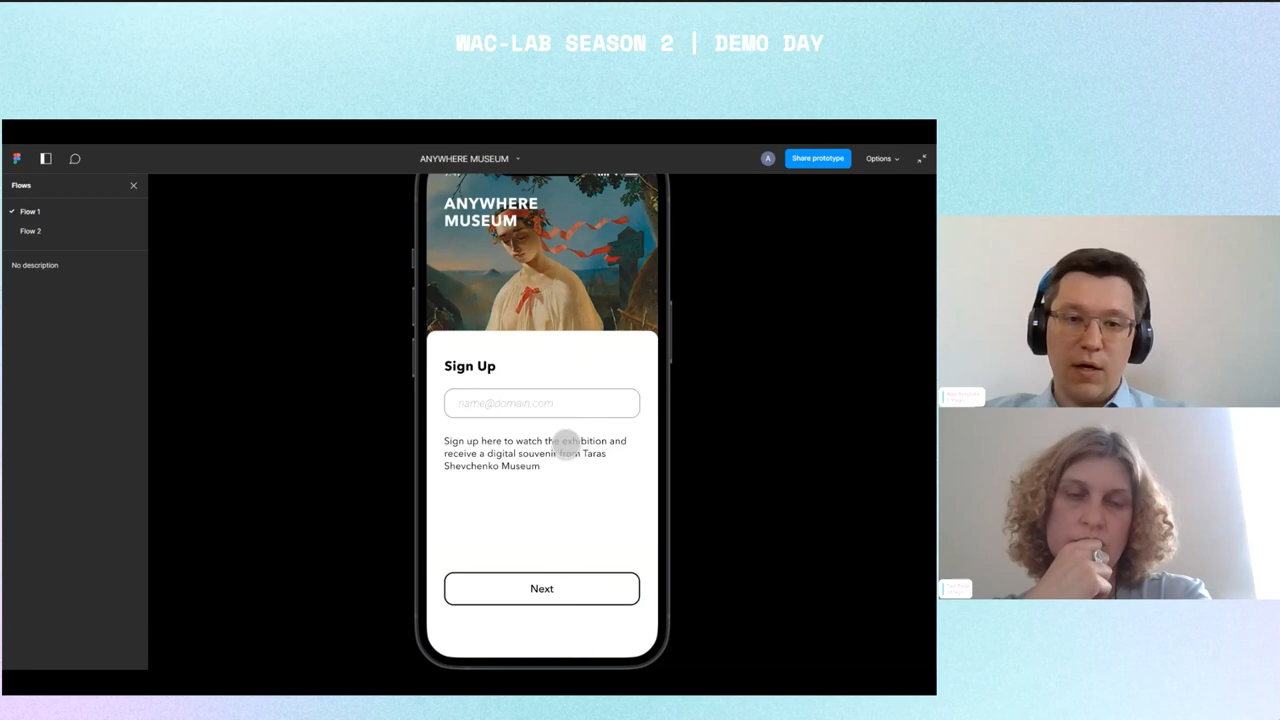 WAC-LAB SEASON 2 | DEMO DAY
ANYWHERE MUSEUM
A
Share prototype
Options
Flows
Flow 1
Flow 2
No description
ANYWHERE
MUSEUM
Sign Up
name@domain.com
Sign up here to watch the exhibition and
receive a digital souvenir from Taras
Shevchenko Museum
Next